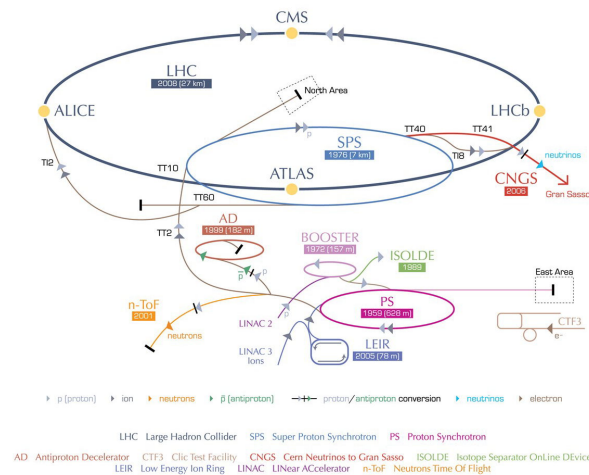 CMS
LHC
2008 (27 km)
North Area
ALICE
LHCb
TT40
TT41
SPS
1976 (7 km)
TI8
TI2
TT10
ATLAS
neutrinos
CNGS
2006
Gran Sasso
TT60
AD
1999 (182 m)
TT2
BOOSTER
1972 (157 m)
ISOLDE
1989
p
p
p̅
East Area
n-ToF
2001
PS
1959 (628 m)
LINAC 2
p
neutrons
CTF3
e-
LINAC 3
Ions
LEIR
2005 (78 m)
p [proton]
ion
neutrons
p̅ [antiproton]
proton/antiproton conversion
neutrinos
electron
LHC Large Hadron Collider SPS Super Proton Synchrotron PS Proton Synchrotron
AD Antiproton Decelerator CTF3 Clic Test Facility CNGS Cern Neutrinos to Gran Sasso ISOLDE Isotope Separator OnLine DEvice
LEIR Low Energy Ion Ring LINAC LINear ACcelerator n-ToF Neutrons Time Of Flight